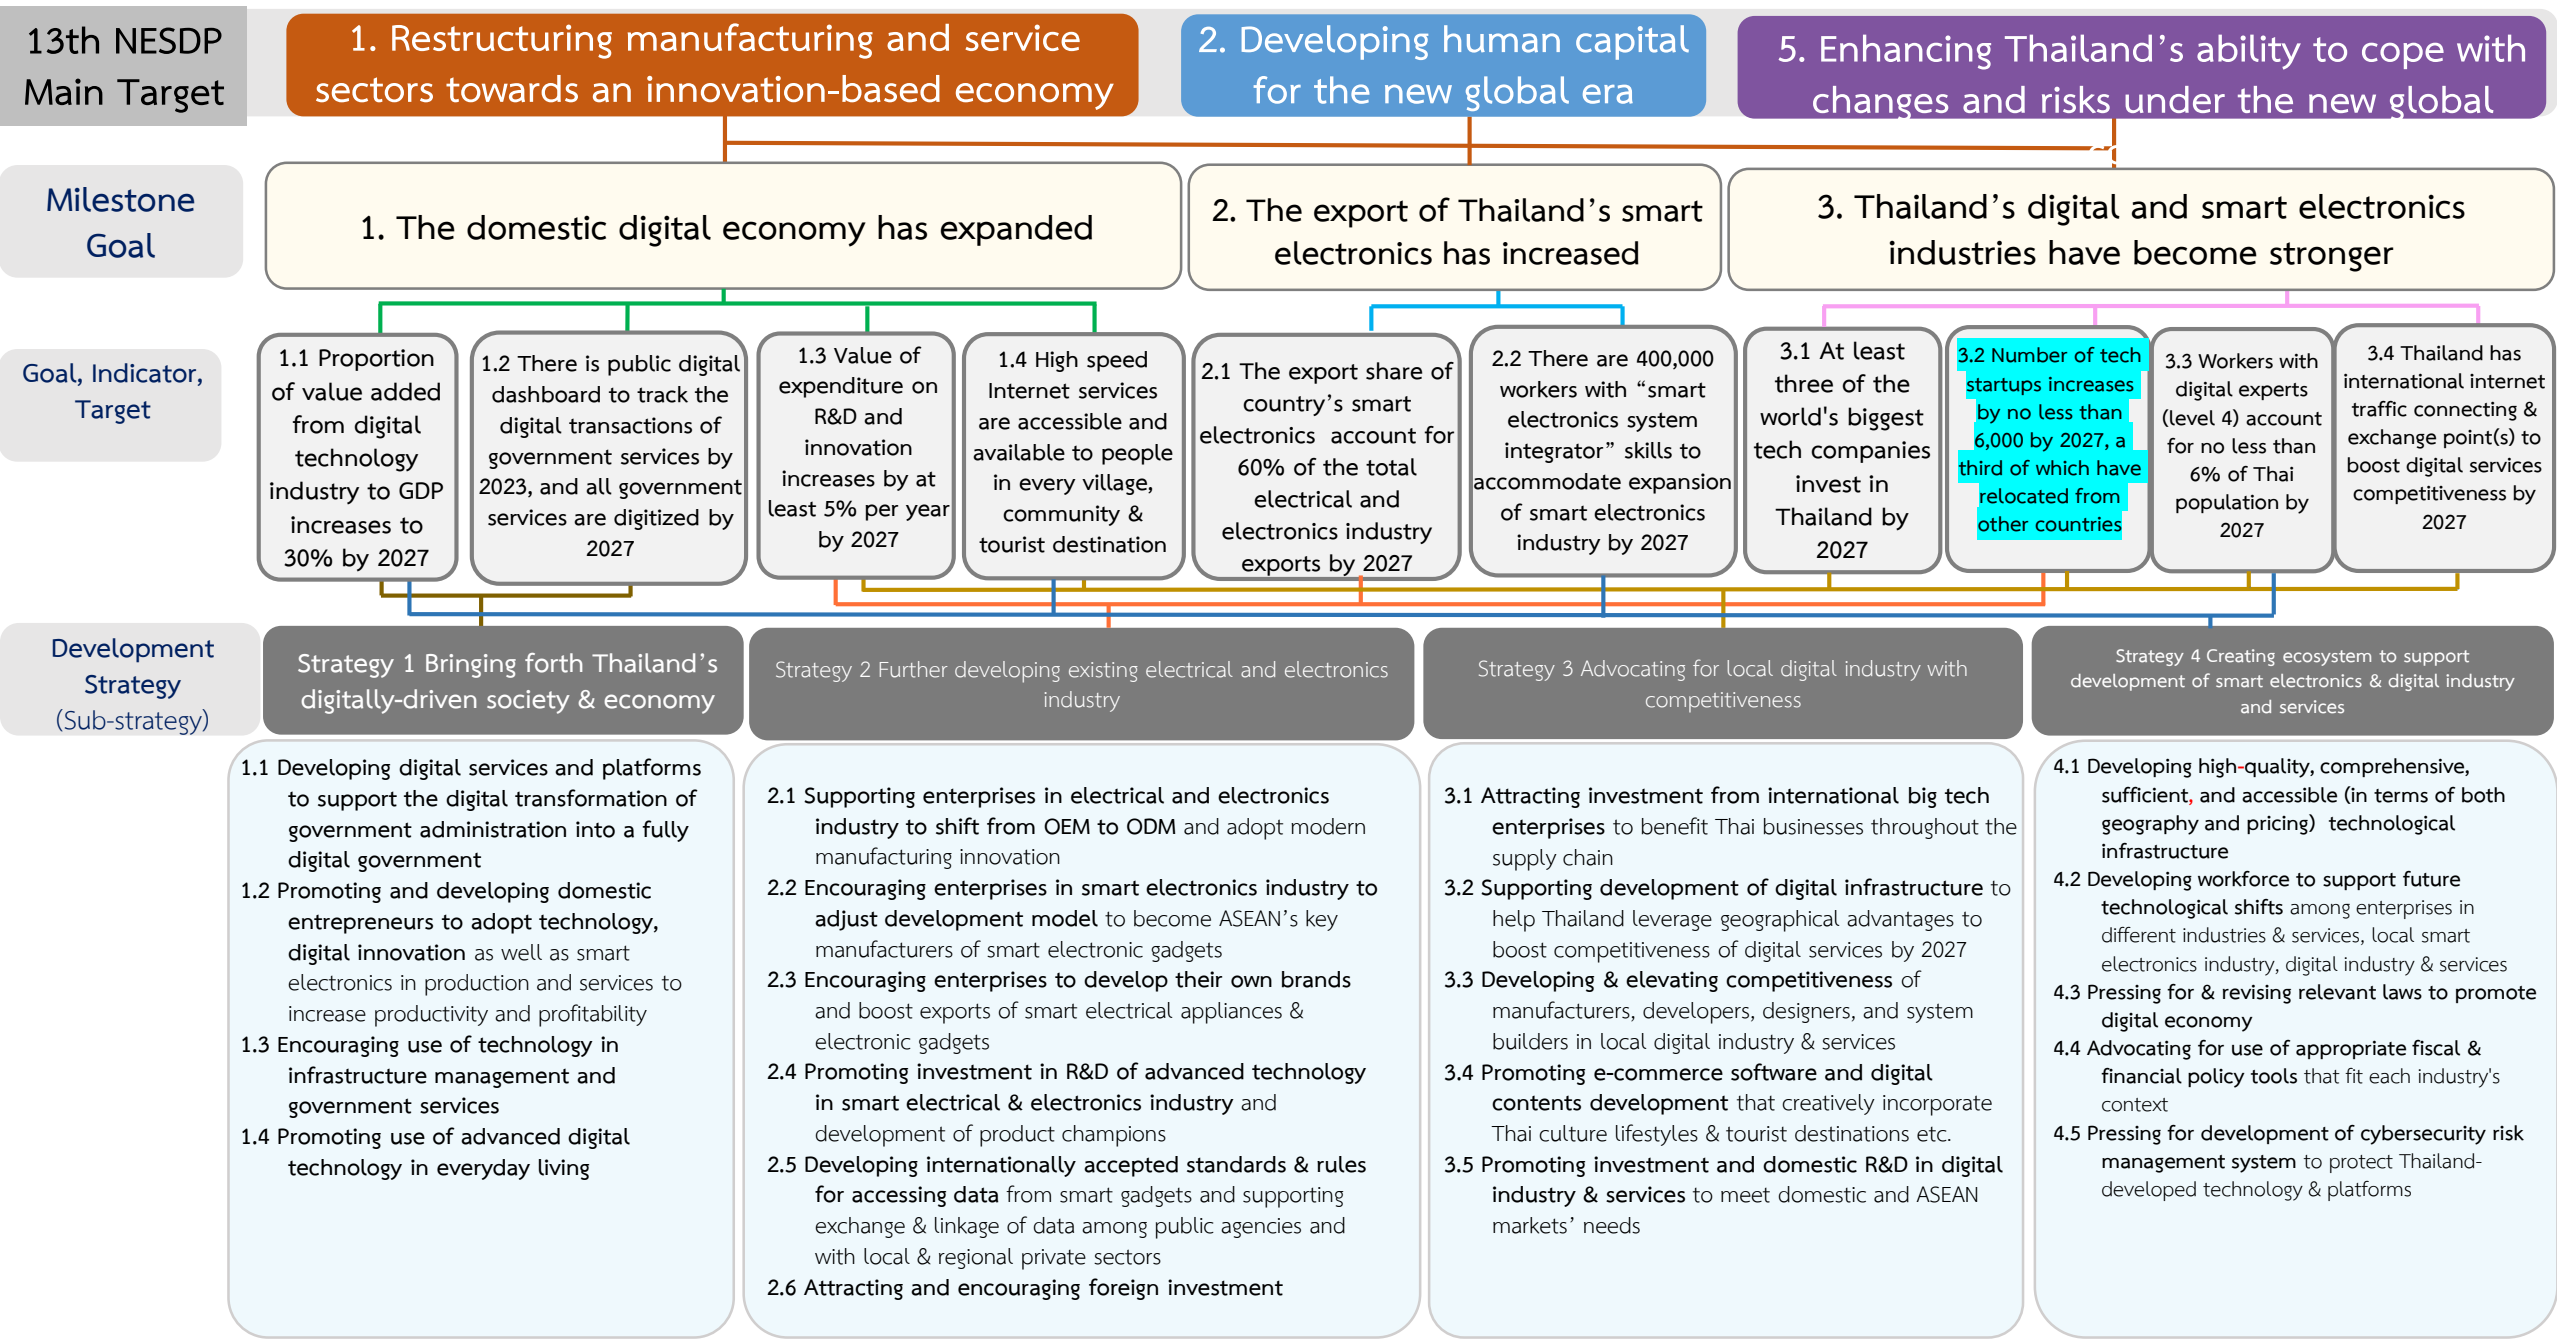 13th NESDP
Main Target
1. Restructuring manufacturing and service
sectors towards an innovation-based economy
2. Developing human capital
for the new global era
5. Enhancing Thailand’s ability to cope with
changes and risks under the new global
Milestone
Goal
1. The domestic digital economy has expanded
2. The export of Thailand’s smart
electronics has increased
3. Thailand’s digital and smart electronics
industries have become stronger
Goal, Indicator,
Target
1.1 Proportion
of value added
from digital
technology
industry to GDP
increases to
30% by 2027
1.2 There is public digital
dashboard to track the
digital transactions of
government services by
2023, and all government
services are digitized by
2027
1.3 Value of
expenditure on
R&D and
innovation
increases by at
least 5% per year
by 2027
1.4 High speed
Internet services
are accessible and
available to people
in every village,
community &
tourist destination
2.1 The export share of
country’s smart
electronics account for
60% of the total
electrical and
electronics industry
exports by 2027
2.2 There are 400,000
workers with “smart
electronics system
integrator” skills to
accommodate expansion
of smart electronics
industry by 2027
3.1 At least
three of the
world's biggest
tech companies
invest in
Thailand by
2027
3.2 Number of tech
startups increases
by no less than
6,000 by 2027, a
third of which have
relocated from
other countries
3.3 Workers with
digital experts
(level 4) account
for no less than
6% of Thai
population by
2027
3.4 Thailand has
international internet
traffic connecting &
exchange point(s) to
boost digital services
competitiveness by
2027
Development
Strategy
(Sub-strategy)
Strategy 1 Bringing forth Thailand’s
digitally-driven society & economy
Strategy 2 Further developing existing electrical and electronics
industry
Strategy 3 Advocating for local digital industry with
competitiveness
Strategy 4 Creating ecosystem to support
development of smart electronics & digital industry
and services
1.1 Developing digital services and platforms
to support the digital transformation of
government administration into a fully
digital government
1.2 Promoting and developing domestic
entrepreneurs to adopt technology,
digital innovation as well as smart
electronics in production and services to
increase productivity and profitability
1.3 Encouraging use of technology in
infrastructure management and
government services
1.4 Promoting use of advanced digital
technology in everyday living
2.1 Supporting enterprises in electrical and electronics
industry to shift from OEM to ODM and adopt modern
manufacturing innovation
2.2 Encouraging enterprises in smart electronics industry to
adjust development model to become ASEAN’s key
manufacturers of smart electronic gadgets
2.3 Encouraging enterprises to develop their own brands
and boost exports of smart electrical appliances &
electronic gadgets
2.4 Promoting investment in R&D of advanced technology
in smart electrical & electronics industry and
development of product champions
2.5 Developing internationally accepted standards & rules
for accessing data from smart gadgets and supporting
exchange & linkage of data among public agencies and
with local & regional private sectors
2.6 Attracting and encouraging foreign investment
3.1 Attracting investment from international big tech
enterprises to benefit Thai businesses throughout the
supply chain
3.2 Supporting development of digital infrastructure to
help Thailand leverage geographical advantages to
boost competitiveness of digital services by 2027
3.3 Developing & elevating competitiveness of
manufacturers, developers, designers, and system
builders in local digital industry & services
3.4 Promoting e-commerce software and digital
contents development that creatively incorporate
Thai culture lifestyles & tourist destinations etc.
3.5 Promoting investment and domestic R&D in digital
industry & services to meet domestic and ASEAN
markets’ needs
4.1 Developing high-quality, comprehensive,
sufficient, and accessible (in terms of both
geography and pricing) technological
infrastructure
4.2 Developing workforce to support future
technological shifts among enterprises in
different industries & services, local smart
electronics industry, digital industry & services
4.3 Pressing for & revising relevant laws to promote
digital economy
4.4 Advocating for use of appropriate fiscal &
financial policy tools that fit each industry's
context
4.5 Pressing for development of cybersecurity risk
management system to protect Thailand-
developed technology & platforms